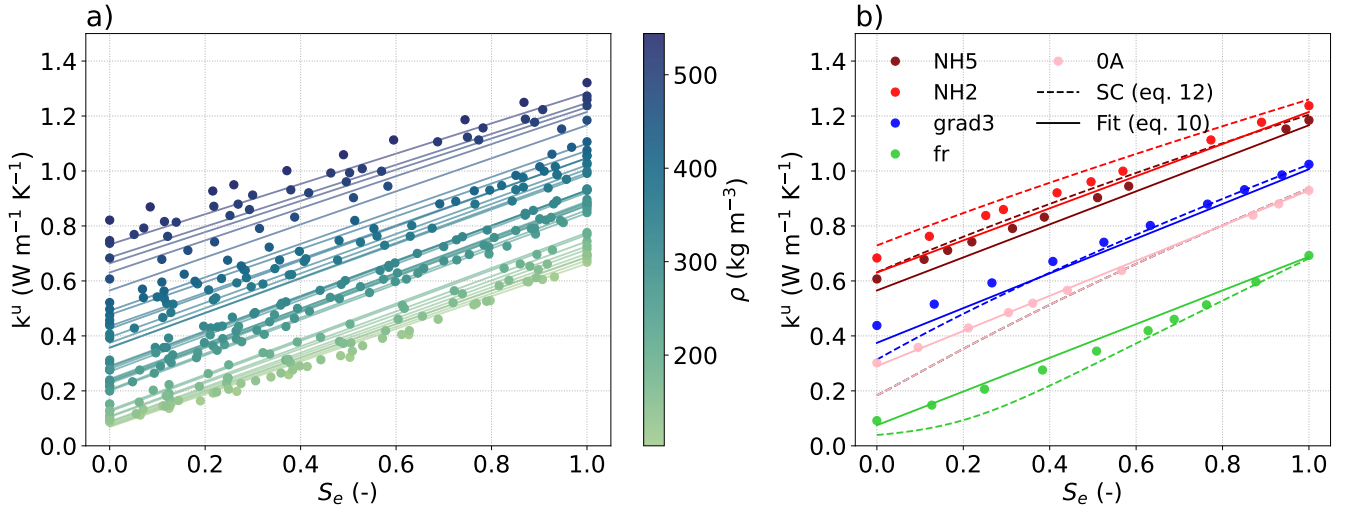 a)
1.4
1.2
1.0
0.8
0.6
0.4
0.2
0.0
k^u (W m⁻¹ K⁻¹)
0.0 0.2 0.4 0.6 0.8 1.0
S_e (-)
500
400
300
200
ρ (kg m⁻³)
b)
1.4
1.2
1.0
0.8
0.6
0.4
0.2
0.0
k^u (W m⁻¹ K⁻¹)
NH5
NH2
grad3
fr
0A
SC (eq. 12)
Fit (eq. 10)
0.0 0.2 0.4 0.6 0.8 1.0
S_e (-)